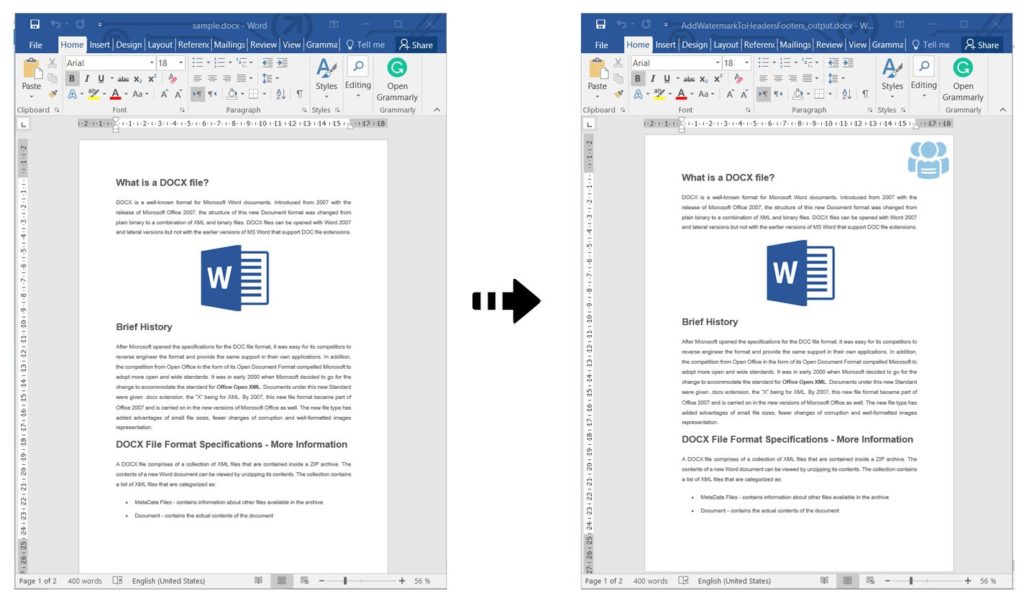 sample.docx - Word
File Home Insert Design Layout Referenc Mailings Review View Gramma Tell me Share
Arial 18
Paste
B I U abc x₂ x²
A aby A Aa A A
Styles Editing Open Grammarly
Clipboard Font Paragraph Styles Grammarly
What is a DOCX file?
DOCX is a well-known format for Microsoft Word documents. Introduced from 2007 with the
release of Microsoft Office 2007, the structure of this new Document format was changed from
plain binary to a combination of XML and binary files. DOCX files can be opened with Word 2007
and lateral versions but not with the earlier versions of MS Word that support DOC file extensions.
W
Brief History
After Microsoft opened the specifications for the DOC file format, it was easy for its competitors to
reverse engineer the format and provide the same support in their own applications. In addition,
the competition from Open Office in the form of its Open Document Format compelled Microsoft to
adopt more open and wide standards. It was in early 2000 when Microsoft decided to go for the
change to accommodate the standard for Office Open XML. Documents under this new Standard
were given .docx extension, the "X" being for XML. By 2007, this new file format became part of
Office 2007 and is carried on in the new versions of Microsoft Office as well. The new file type has
added advantages of small file sizes, fewer changes of corruption and well-formatted images
representation.
DOCX File Format Specifications - More Information
A DOCX file comprises of a collection of XML files that are contained inside a ZIP archive. The
contents of a new Word document can be viewed by unzipping its contents. The collection contains
a list of XML files that are categorized as:
• MetaData Files - contains information about other files available in the archive
• Document - contains the actual contents of the document
Page 1 of 2 400 words English (United States) 56 %
AddWatermarkToHeadersFooters_output.docx - W...
File Home Insert Design Layout Referenc Mailings Review View Gramma Tell me Share
Arial 18
Paste
B I U abc x₂ x²
A aby A Aa A A
Styles Editing Open Grammarly
Clipboard Font Paragraph Styles Grammarly
What is a DOCX file?
DOCX is a well-known format for Microsoft Word documents. Introduced from 2007 with the
release of Microsoft Office 2007, the structure of this new Document format was changed from
plain binary to a combination of XML and binary files. DOCX files can be opened with Word 2007
and lateral versions but not with the earlier versions of MS Word that support DOC file extensions.
W
Brief History
After Microsoft opened the specifications for the DOC file format, it was easy for its competitors to
reverse engineer the format and provide the same support in their own applications. In addition,
the competition from Open Office in the form of its Open Document Format compelled Microsoft to
adopt more open and wide standards. It was in early 2000 when Microsoft decided to go for the
change to accommodate the standard for Office Open XML. Documents under this new Standard
were given .docx extension, the "X" being for XML. By 2007, this new file format became part of
Office 2007 and is carried on in the new versions of Microsoft Office as well. The new file type has
added advantages of small file sizes, fewer changes of corruption and well-formatted images
representation.
DOCX File Format Specifications - More Information
A DOCX file comprises of a collection of XML files that are contained inside a ZIP archive. The
contents of a new Word document can be viewed by unzipping its contents. The collection contains
a list of XML files that are categorized as:
• MetaData Files - contains information about other files available in the archive
• Document - contains the actual contents of the document
Page 1 of 2 400 words English (United States) 56 %